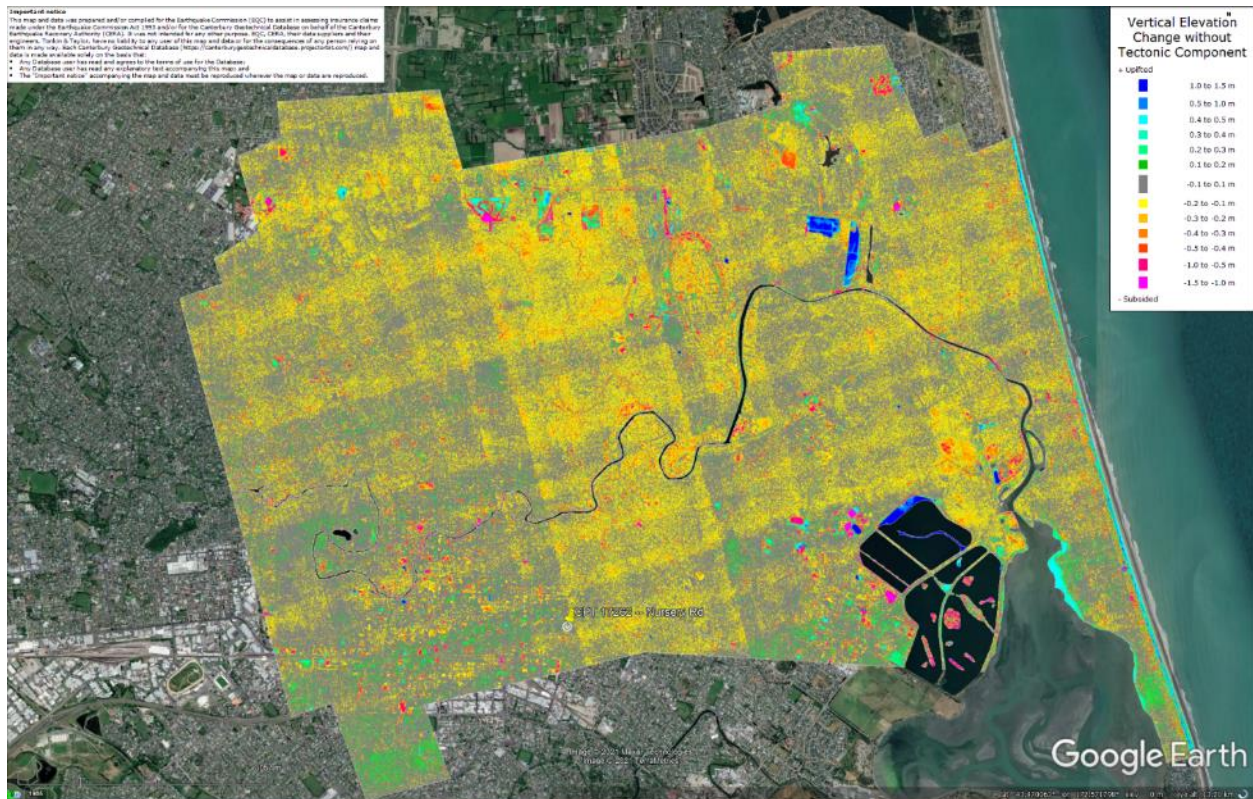 Important notice
This map and data was prepared and/or compiled for the Earthquake Commission (EQC) to assist in assessing insurance claims
made under the Earthquake Commission Act 1993 and/or for the Canterbury Geotechnical Database on behalf of the Canterbury
Earthquake Recovery Authority (CERA). It was not intended for any other purpose. EQC, CERA, their data suppliers and their
engineers, Tonkin & Taylor, have no liability to any user of this map and data or for the consequences of any person relying on
them in any way. Each Canterbury Geotechnical Database (https://canterburygeotechnicaldatabase.projectorbit.com/) map and
data is made available solely on the basis that:
• Any Database user has read and agrees to the terms of use for the Database;
• Any Database user has read any explanatory text accompanying this map; and
• The "Important notice" accompanying the map and data must be reproduced wherever the map or data are reproduced.
Vertical Elevation
Change without
Tectonic Component
+ Uplifted
1.0 to 1.5 m
0.5 to 1.0 m
0.4 to 0.5 m
0.3 to 0.4 m
0.2 to 0.3 m
0.1 to 0.2 m
-0.1 to 0.1 m
-0.2 to -0.1 m
-0.3 to -0.2 m
-0.4 to -0.3 m
-0.5 to -0.4 m
-1.0 to -0.5 m
-1.5 to -1.0 m
- Subsided
Nursery Rd
Google Earth